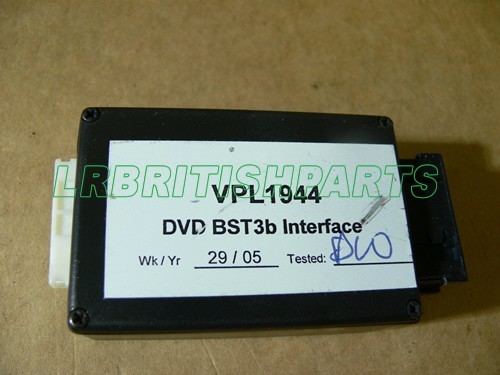 LRBRITISHPARTS
VPL1944
DVD BST3b Interface
Wk / Yr 29 / 05 Tested: